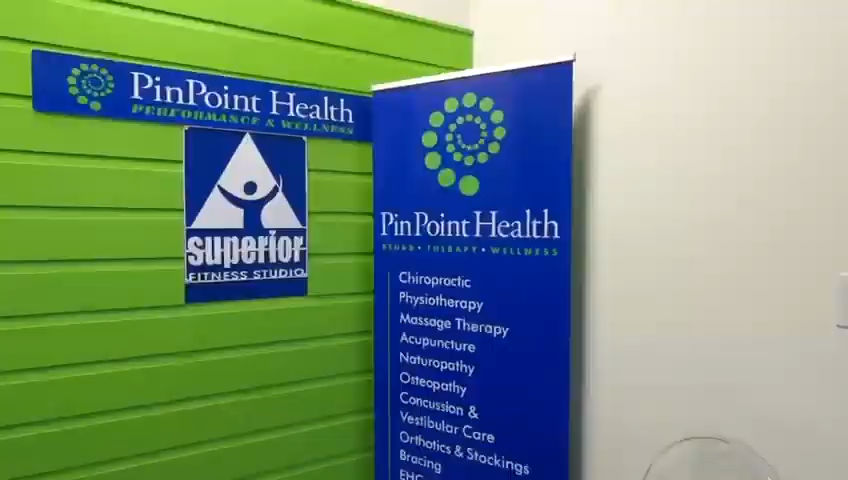 PinPoint Health
PERFORMANCE & WELLNESS
superior
FITNESS STUDIO
PinPoint Health
REHAB • THERAPY • WELLNESS
Chiropractic
Physiotherapy
Massage Therapy
Acupuncture
Naturopathy
Osteopathy
Concussion &
Vestibular Care
Orthotics & Stockings
Bracing